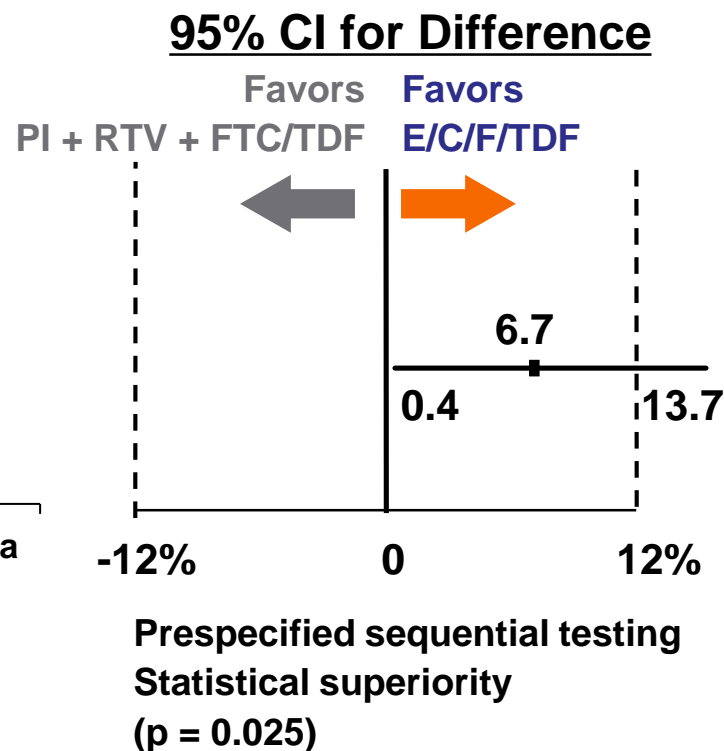 95% CI for Difference
Favors Favors
PI + RTV + FTC/TDF E/C/F/TDF
6.7
0.4 13.7
a
-12% 0 12%
Prespecified sequential testing
Statistical superiority
(p = 0.025)